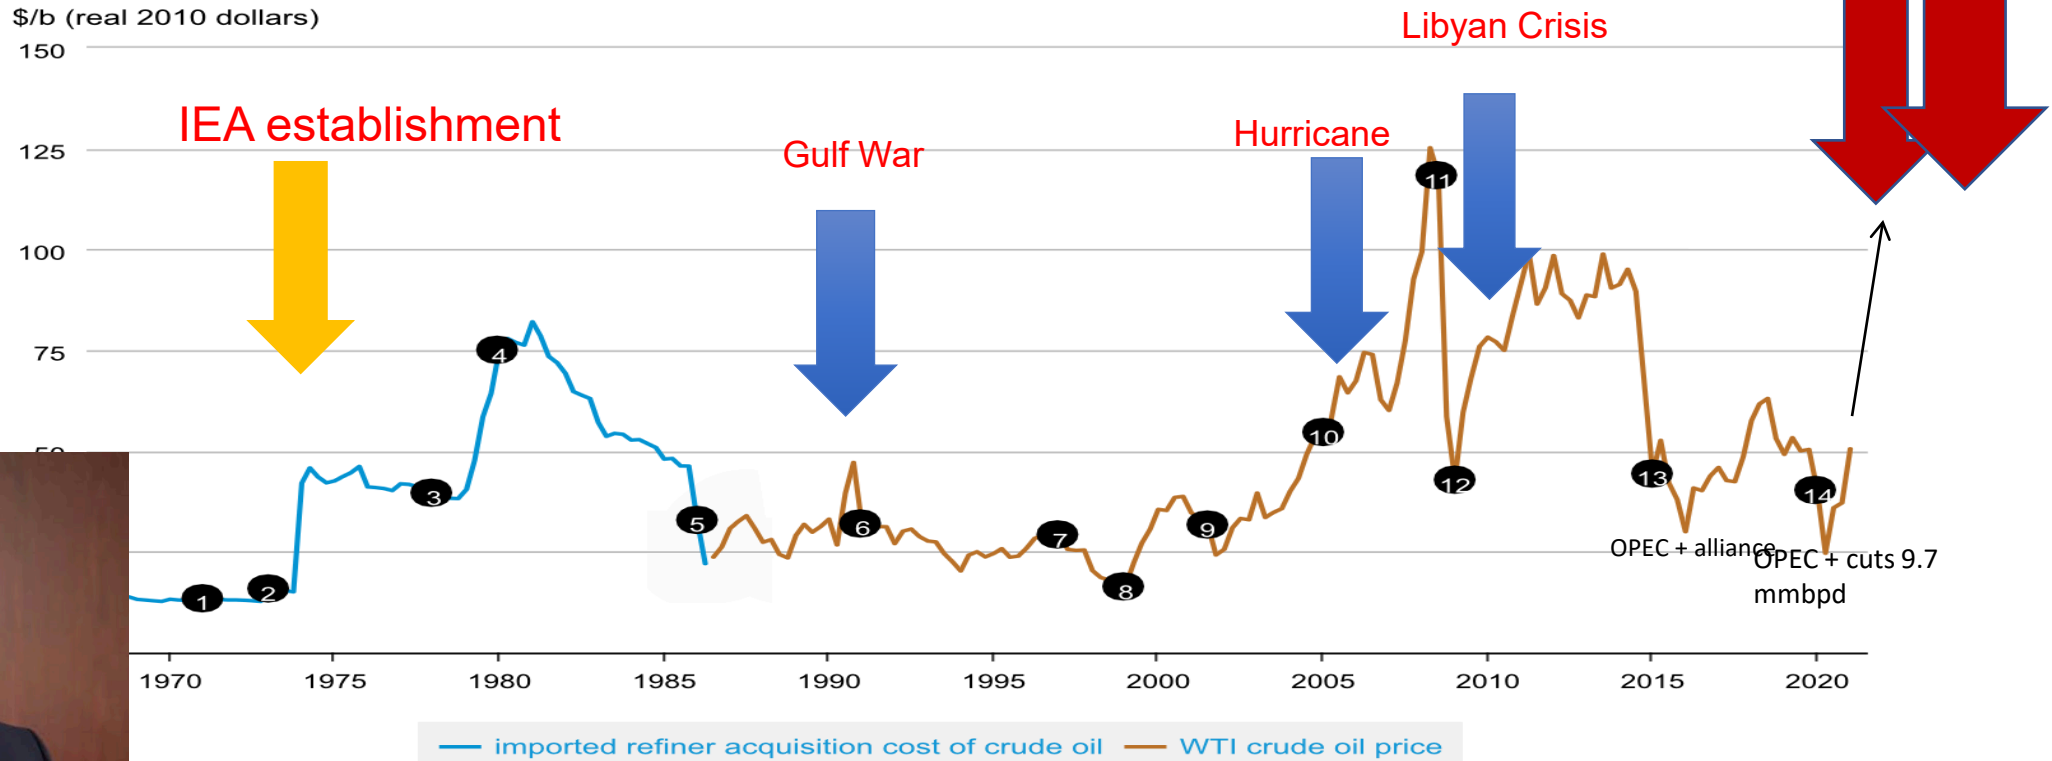 $/b (real 2010 dollars)
Libyan Crisis
150
IEA establishment
Hurricane
125
Gulf War
11
100
75
4
50
10
13
12
3
14
5
6
9
7
OPEC + alliance
OPEC + cuts 9.7
mmbpd
8
2
1
1970 1975 1980 1985 1990 1995 2000 2005 2010 2015 2020
imported refiner acquisition cost of crude oil WTI crude oil price